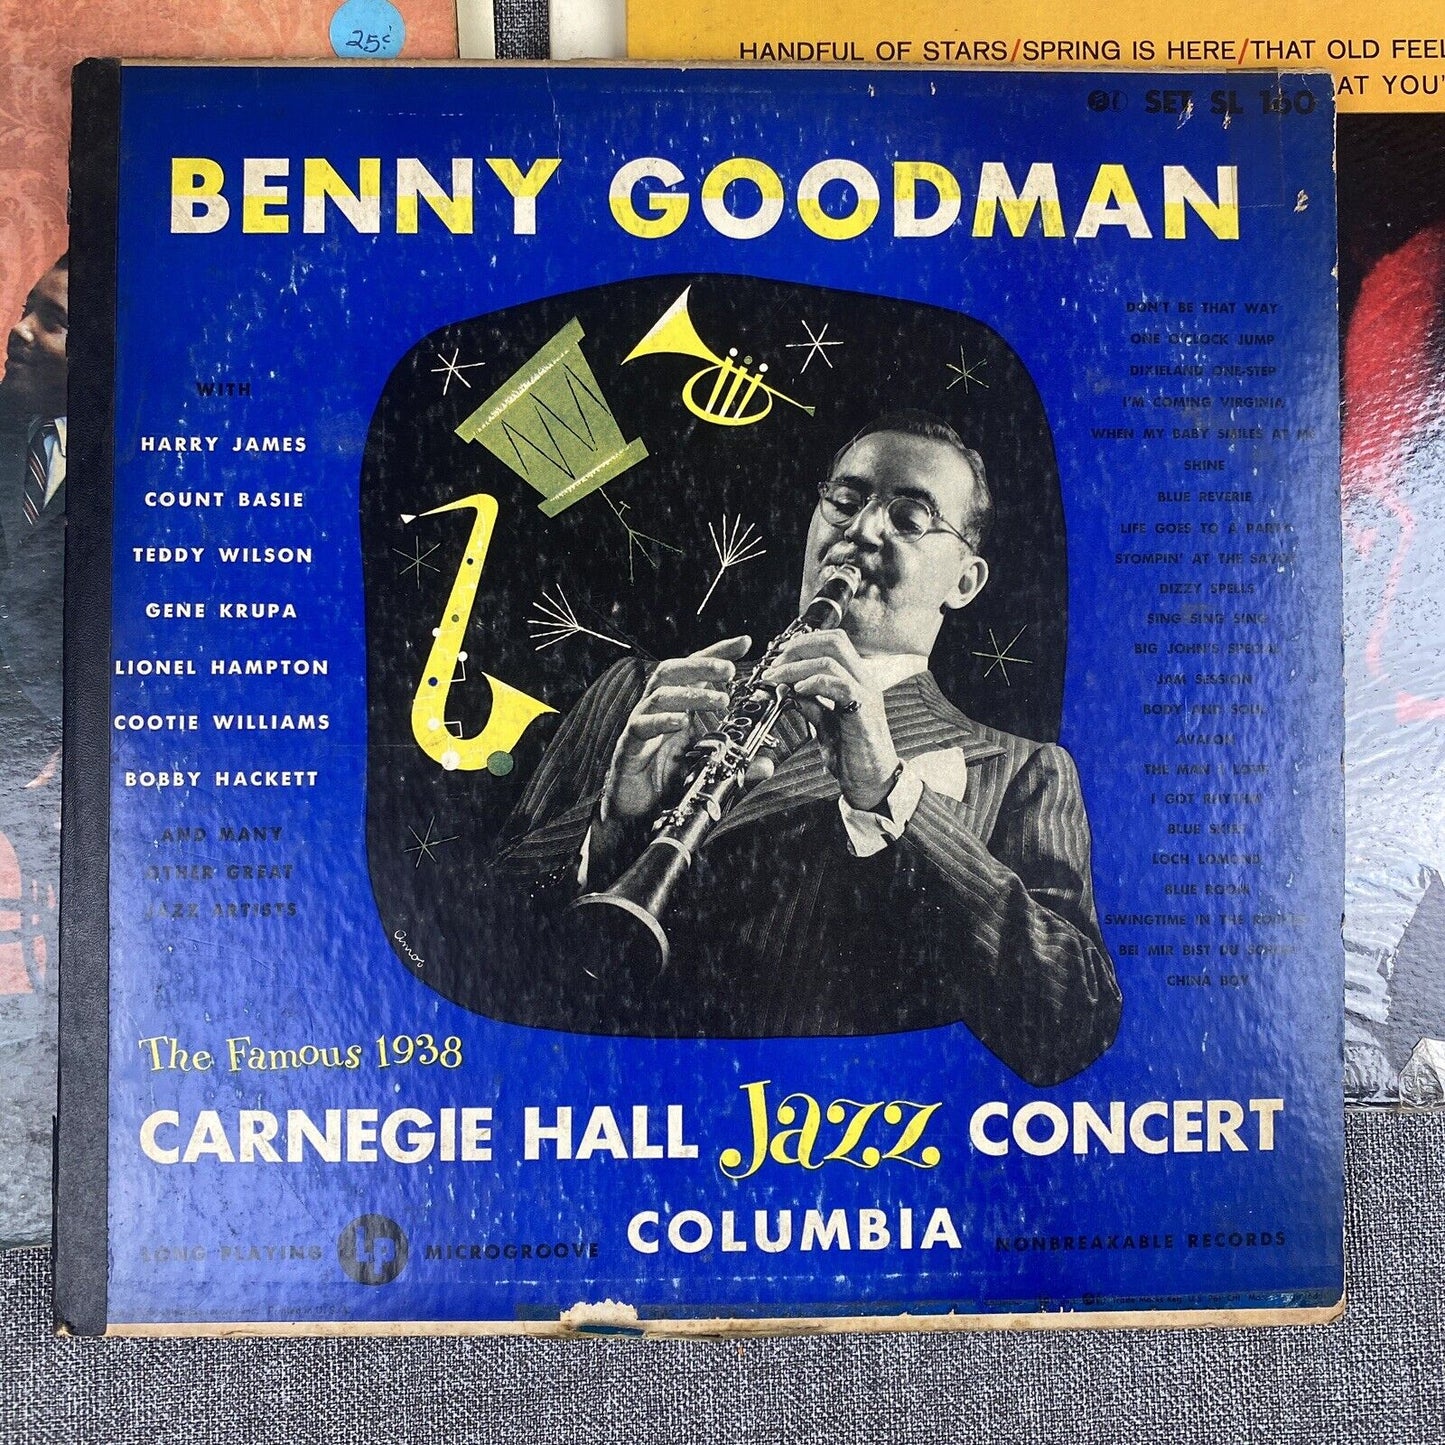 25¢
HANDFUL OF STARS/SPRING IS HERE/THAT OLD FEEL
AT YOU'
SET SL 160
BENNY GOODMAN
WITH
HARRY JAMES
COUNT BASIE
TEDDY WILSON
GENE KRUPA
LIONEL HAMPTON
COOTIE WILLIAMS
BOBBY HACKETT
AND MANY
OTHER GREAT
JAZZ ARTISTS
DON'T BE THAT WAY
ONE O'CLOCK JUMP
DIXIELAND ONE-STEP
I'M COMING VIRGINIA
WHEN MY BABY SMILES AT ME
SHINE
BLUE REVERIE
LIFE GOES TO A PARTY
STOMPIN' AT THE SAVOY
DIZZY SPELLS
SING SING SING
BIG JOHN'S SPECIAL
JAM SESSION
BODY AND SOUL
AVALON
THE MAN I LOVE
I GOT RHYTHM
BLUE SKIES
LOCH LOMOND
BLUE ROOM
SWINGTIME IN THE ROCKIES
BEI MIR BIST DU SCHOEN
CHINA BOY
Amos
The Famous 1938
CARNEGIE HALL Jazz CONCERT
LONG PLAYING LP MICROGROOVE COLUMBIA NONBREAKABLE RECORDS
Printed in U.S.A.